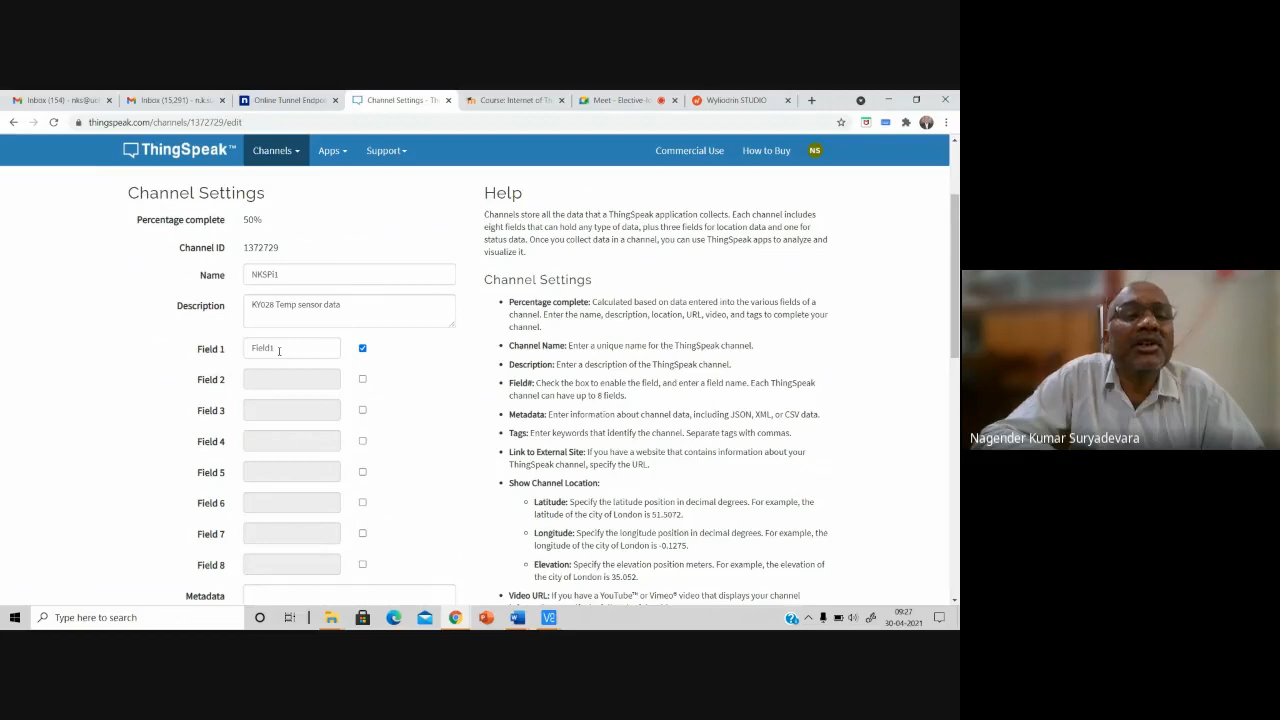 Inbox (154) - nks@uo
Inbox (15,291) - n.k.su
Online Tunnel Endpo
Channel Settings - Th
Course: Internet of Th
Meet - Elective-I
Wyliodrin STUDIO
thingspeak.com/channels/1372729/edit
ThingSpeak™
Channels
Apps
Support
Commercial Use
How to Buy
NS
Channel Settings
Percentage complete 50%
Channel ID 1372729
Name NKSPi1
Description KY028 Temp sensor data
Field 1 Field1
Field 2
Field 3
Field 4
Field 5
Field 6
Field 7
Field 8
Metadata
Help
Channels store all the data that a ThingSpeak application collects. Each channel includes
eight fields that can hold any type of data, plus three fields for location data and one for
status data. Once you collect data in a channel, you can use ThingSpeak apps to analyze and
visualize it.
Channel Settings
Percentage complete: Calculated based on data entered into the various fields of a
channel. Enter the name, description, location, URL, video, and tags to complete your
channel.
Channel Name: Enter a unique name for the ThingSpeak channel.
Description: Enter a description of the ThingSpeak channel.
Field#: Check the box to enable the field, and enter a field name. Each ThingSpeak
channel can have up to 8 fields.
Metadata: Enter information about channel data, including JSON, XML, or CSV data.
Tags: Enter keywords that identify the channel. Separate tags with commas.
Link to External Site: If you have a website that contains information about your
ThingSpeak channel, specify the URL.
Show Channel Location:
Latitude: Specify the latitude position in decimal degrees. For example, the
latitude of the city of London is 51.5072.
Longitude: Specify the longitude position in decimal degrees. For example, the
longitude of the city of London is -0.1275.
Elevation: Specify the elevation position meters. For example, the elevation of
the city of London is 35.052.
Video URL: If you have a YouTube™ or Vimeo® video that displays your channel
Nagender Kumar Suryadevara
Type here to search
09:27
30-04-2021